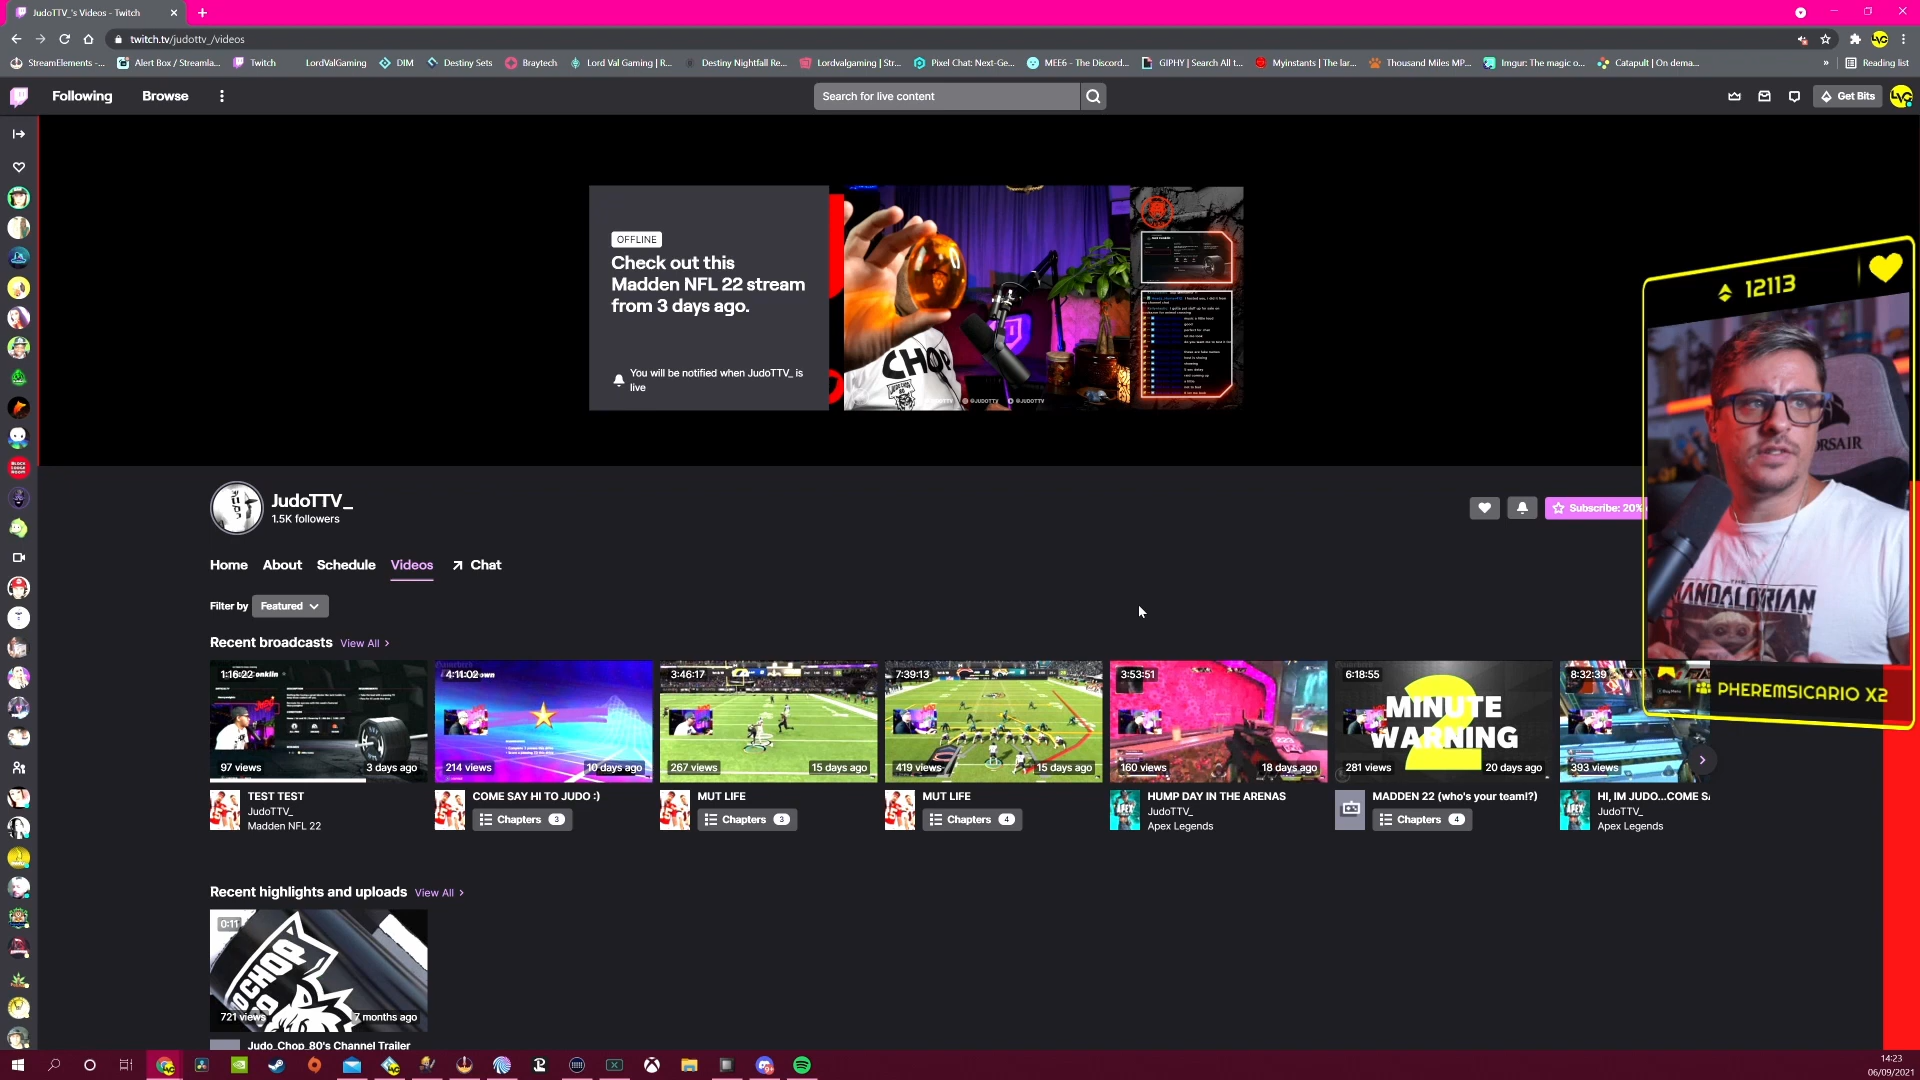 JudoTTV_'s Videos - Twitch
twitch.tv/judottv_/videos
StreamElements -...
Alert Box / Streamla...
Twitch
LordValGaming
DIM
Destiny Sets
Braytech
Lord Val Gaming | R...
Destiny Nightfall Re...
Lordvalgaming | Str...
Pixel Chat: Next-Ge...
MEE6 - The Discord...
GIPHY | Search All t...
Myinstants | The lar...
Thousand Miles MP...
Imgur: The magic o...
Catapult | On dema...
Reading list
Following
Browse
Search for live content
Get Bits
OFFLINE
Check out this
Madden NFL 22 stream
from 3 days ago.
You will be notified when JudoTTV_ is
live
CHOP
@JUDOTTV
@JUDOTTV
12113
CORSAIR
THE
MANDALORIAN
PHEREMSICARIO X2
JudoTTV_
1.5K followers
Subscribe: 20%
Home
About
Schedule
Videos
Chat
Filter by
Featured
Recent broadcasts
View All
1:16:22
97 views
3 days ago
TEST TEST
JudoTTV_
Madden NFL 22
4:11:02
214 views
10 days ago
COME SAY HI TO JUDO :)
Chapters 3
3:46:17
267 views
15 days ago
MUT LIFE
Chapters 3
7:39:13
419 views
15 days ago
MUT LIFE
Chapters 4
3:53:51
160 views
18 days ago
HUMP DAY IN THE ARENAS
JudoTTV_
Apex Legends
6:18:55
2
MINUTE
WARNING
281 views
20 days ago
MADDEN 22 (who's your team!?)
Chapters 4
8:32:39
393 views
HI, IM JUDO...COME SA
JudoTTV_
Apex Legends
Recent highlights and uploads
View All
0:11
CHOP
721 views
7 months ago
Judo_Chop_80's Channel Trailer
14:23
06/09/2021